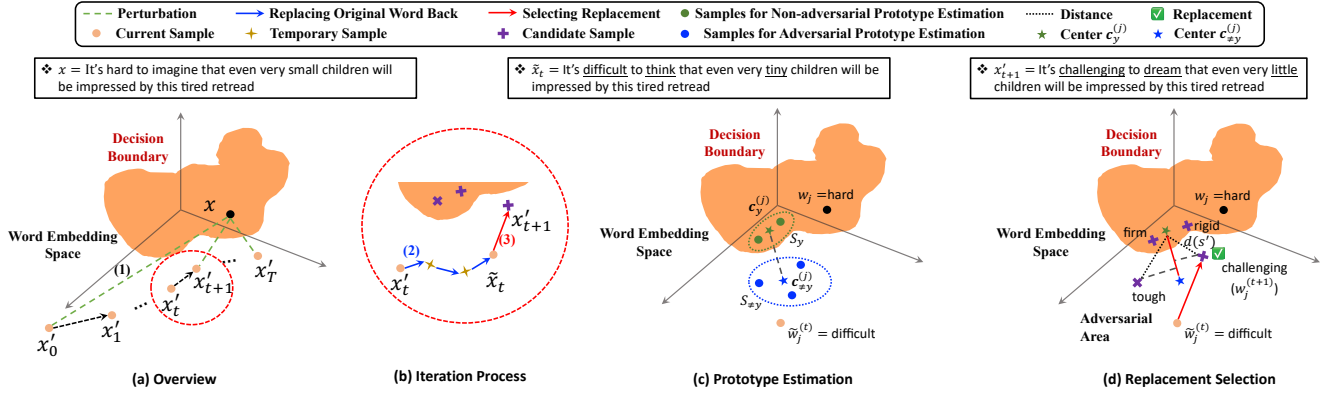 Perturbation
Replacing Original Word Back
Selecting Replacement
Samples for Non-adversarial Prototype Estimation
Distance
Replacement
Current Sample
Temporary Sample
Candidate Sample
Samples for Adversarial Prototype Estimation
Center c_y^{(j)}
Center c_{≠y}^{(j)}
❖ x = It's hard to imagine that even very small children will
be impressed by this tired retread
❖ x̃_t = It's difficult to think that even very tiny children will be
impressed by this tired retread
❖ x'_{t+1} = It's challenging to dream that even very little
children will be impressed by this tired retread
Decision
Boundary
x
Word Embedding
Space
(1)
x'_0
x'_1
...
x'_t
x'_{t+1}
...
x'_T
(a) Overview
(2)
(3)
x'_t
x̃_t
x'_{t+1}
(b) Iteration Process
Decision
Boundary
w_j =hard
c_y^{(j)}
S_y
Word Embedding
Space
c_{≠y}^{(j)}
S_{≠y}
w̃_j^{(t)} = difficult
(c) Prototype Estimation
Decision
Boundary
w_j =hard
Word Embedding
Space
firm
rigid
d(s')
challenging
(w_j^{(t+1)})
tough
Adversarial
Area
w̃_j^{(t)} = difficult
(d) Replacement Selection